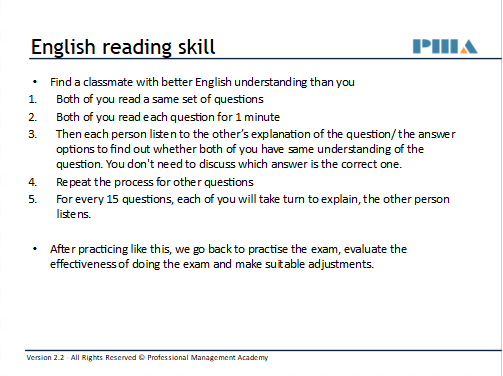 English reading skill
PMA
• Find a classmate with better English understanding than you
1. Both of you read a same set of questions
2. Both of you read each question for 1 minute
3. Then each person listen to the other's explanation of the question/ the answer
options to find out whether both of you have same understanding of the
question. You don't need to discuss which answer is the correct one.
4. Repeat the process for other questions
5. For every 15 questions, each of you will take turn to explain, the other person
listens.
• After practicing like this, we go back to practise the exam, evaluate the
effectiveness of doing the exam and make suitable adjustments.
Version 2.2 - All Rights Reserved © Professional Management Academy